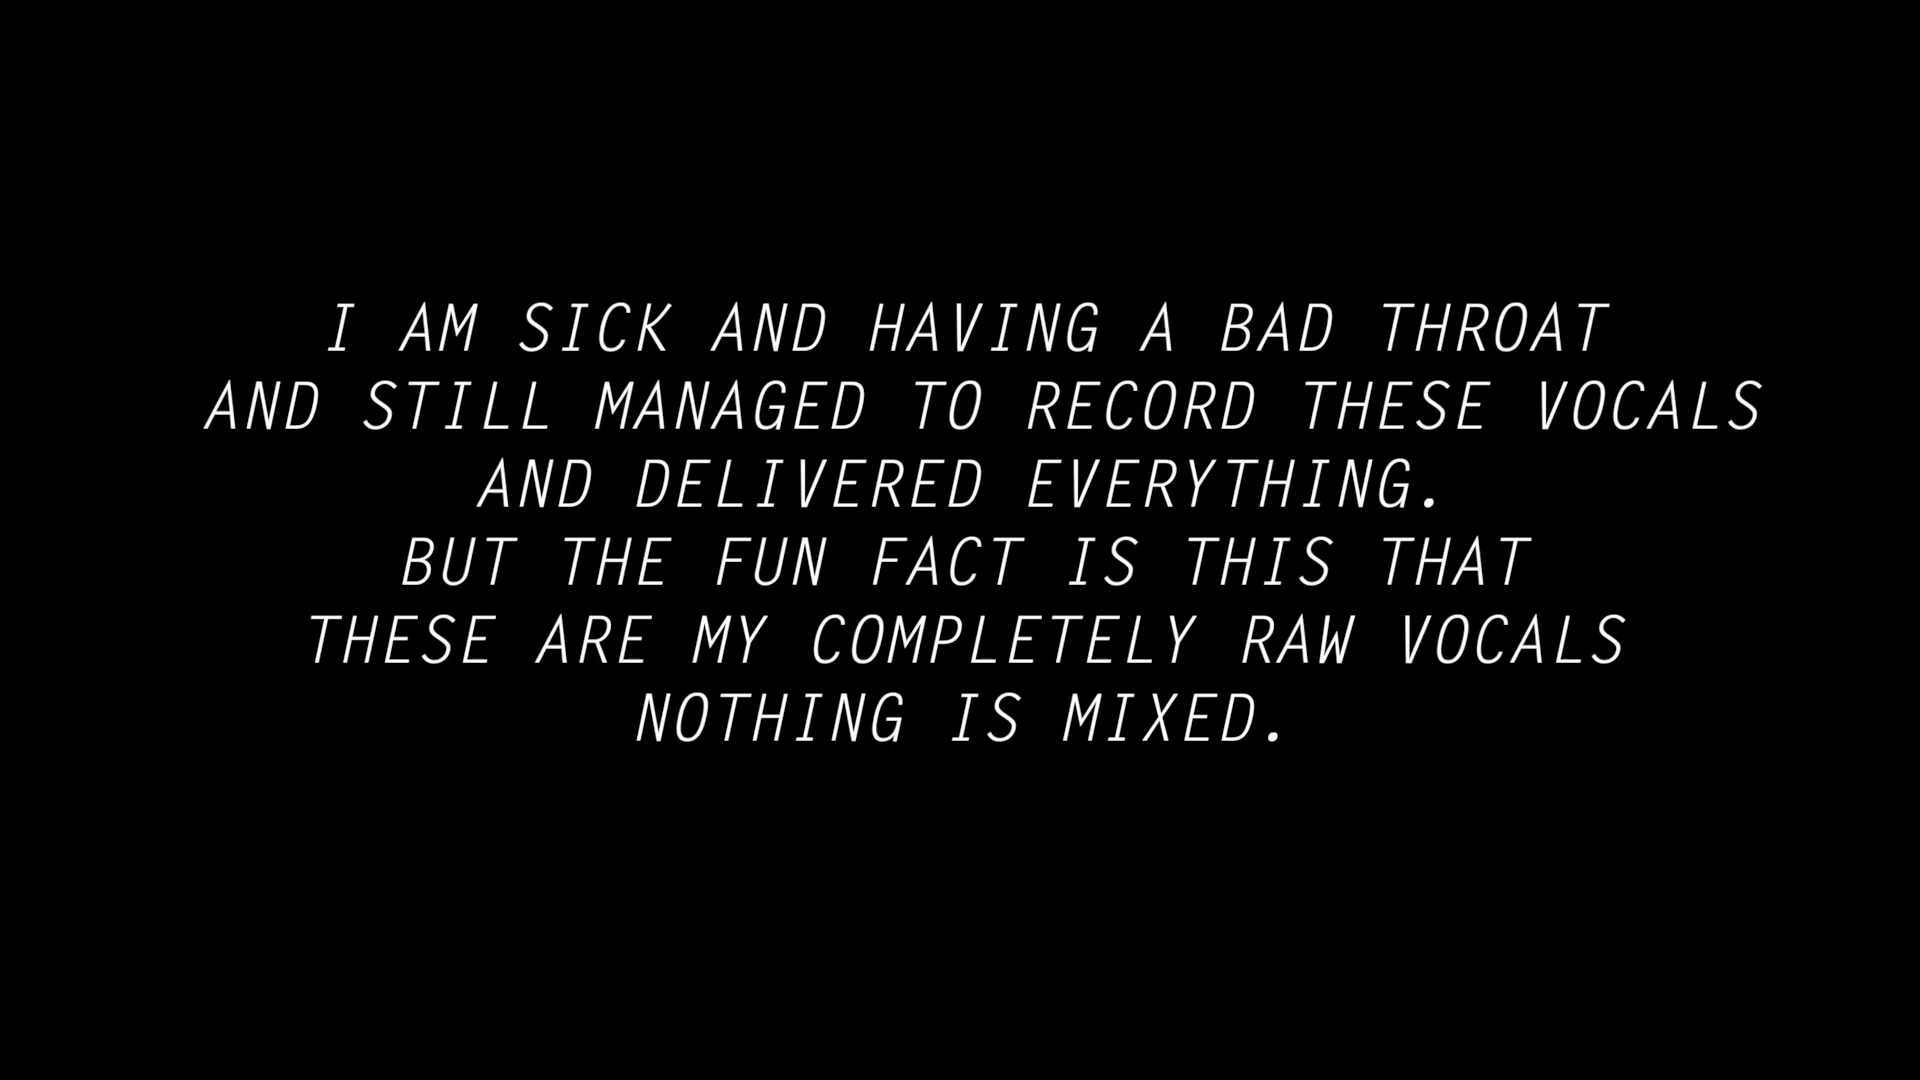 I AM SICK AND HAVING A BAD THROAT
AND STILL MANAGED TO RECORD THESE VOCALS
AND DELIVERED EVERYTHING.
BUT THE FUN FACT IS THIS THAT
THESE ARE MY COMPLETELY RAW VOCALS
NOTHING IS MIXED.